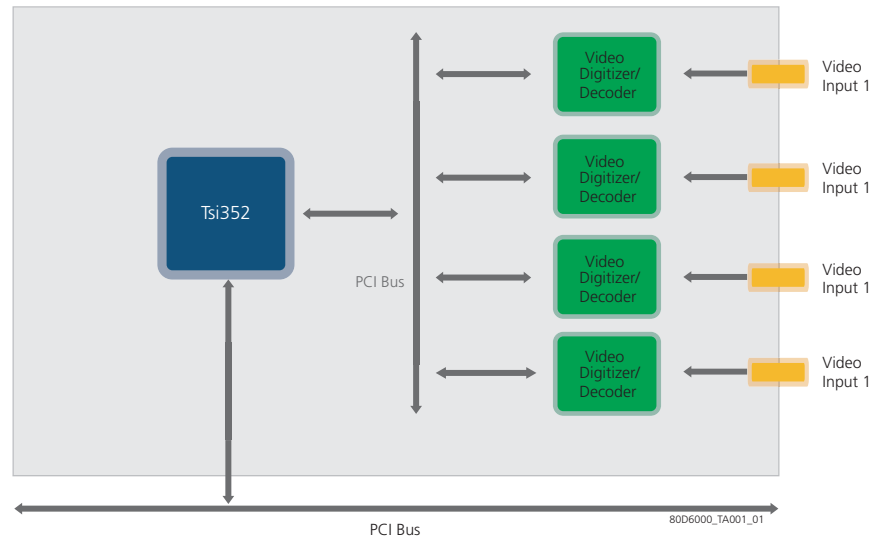 Video
Digitizer/
Decoder
Video
Input 1
Video
Digitizer/
Decoder
Video
Input 1
Tsi352
PCI Bus
Video
Digitizer/
Decoder
Video
Input 1
Video
Digitizer/
Decoder
Video
Input 1
80D6000_TA001_01
PCI Bus